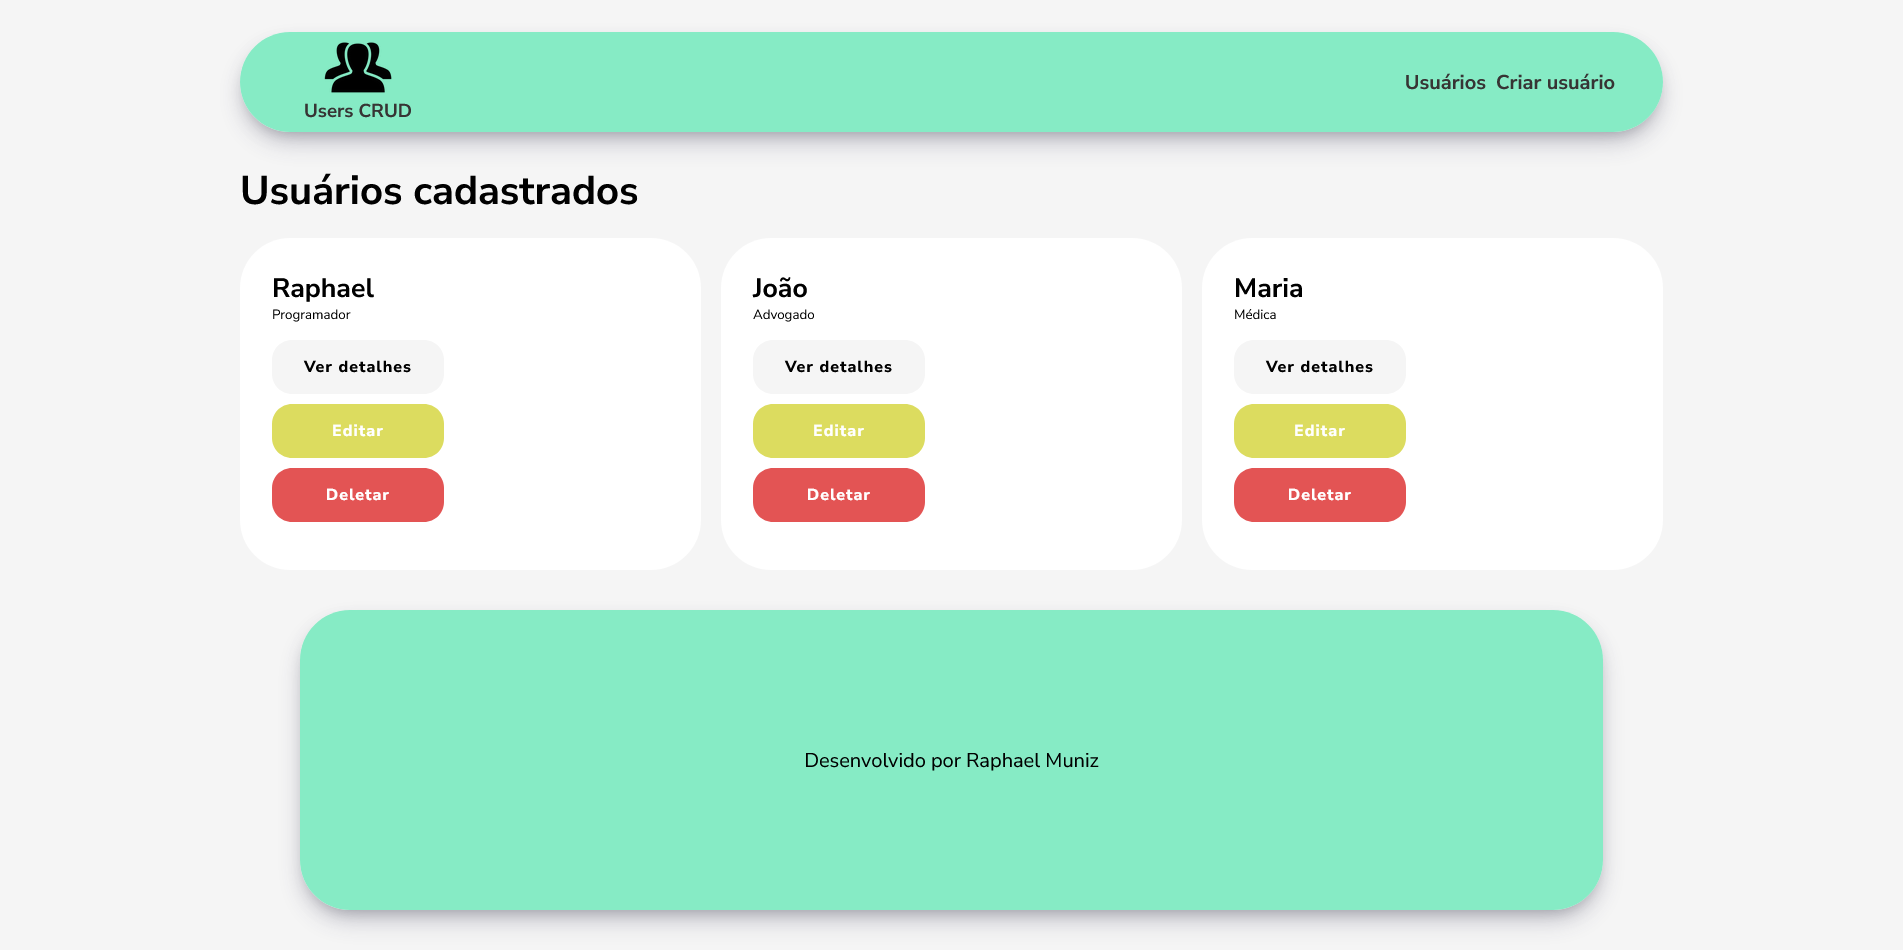 Users CRUD
Usuários Criar usuário
Usuários cadastrados
Raphael
Programador
Ver detalhes
Editar
Deletar
João
Advogado
Ver detalhes
Editar
Deletar
Maria
Médica
Ver detalhes
Editar
Deletar
Desenvolvido por Raphael Muniz